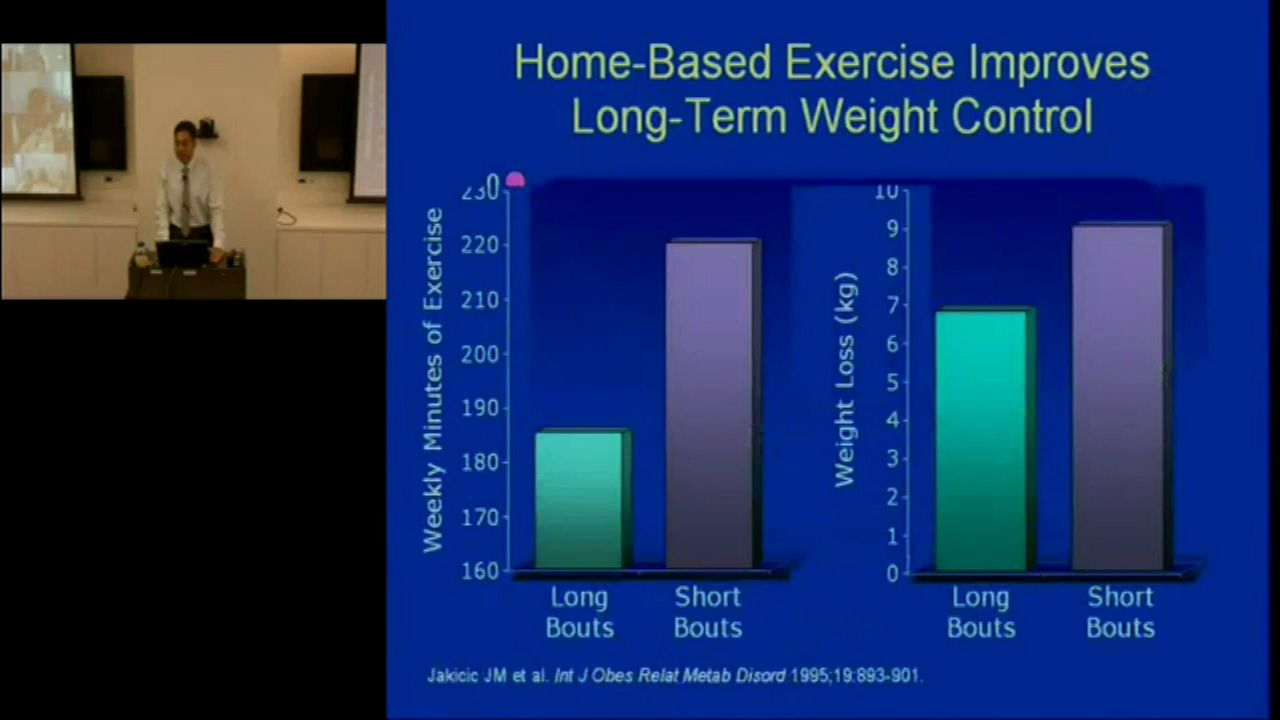 Home-Based Exercise Improves
Long-Term Weight Control
0
230
220
210
200
190
180
170
160
Weekly Minutes of Exercise
Long
Bouts
Short
Bouts
10
9
8
7
6
5
4
3
2
1
0
Weight Loss (kg)
Long
Bouts
Short
Bouts
Jakicic JM et al. Int J Obes Relat Metab Disord 1995;19:893-901.